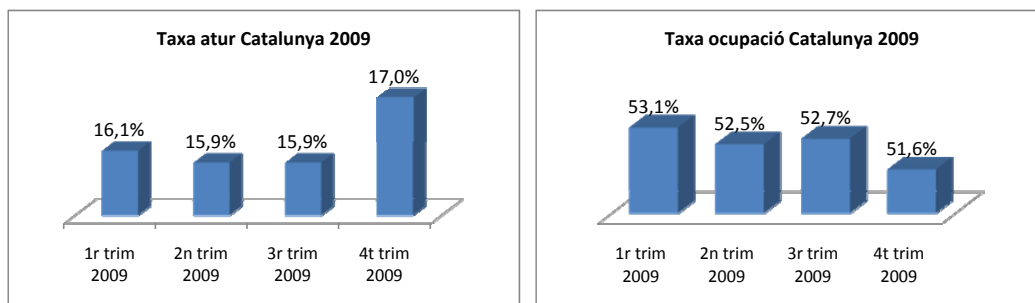 Taxa atur Catalunya 2009
17,0%
16,1%
15,9%
15,9%
1r trim
2009
2n trim
2009
3r trim
2009
4t trim
2009
Taxa ocupació Catalunya 2009
53,1%
52,5%
52,7%
51,6%
1r trim
2009
2n trim
2009
3r trim
2009
4t trim
2009